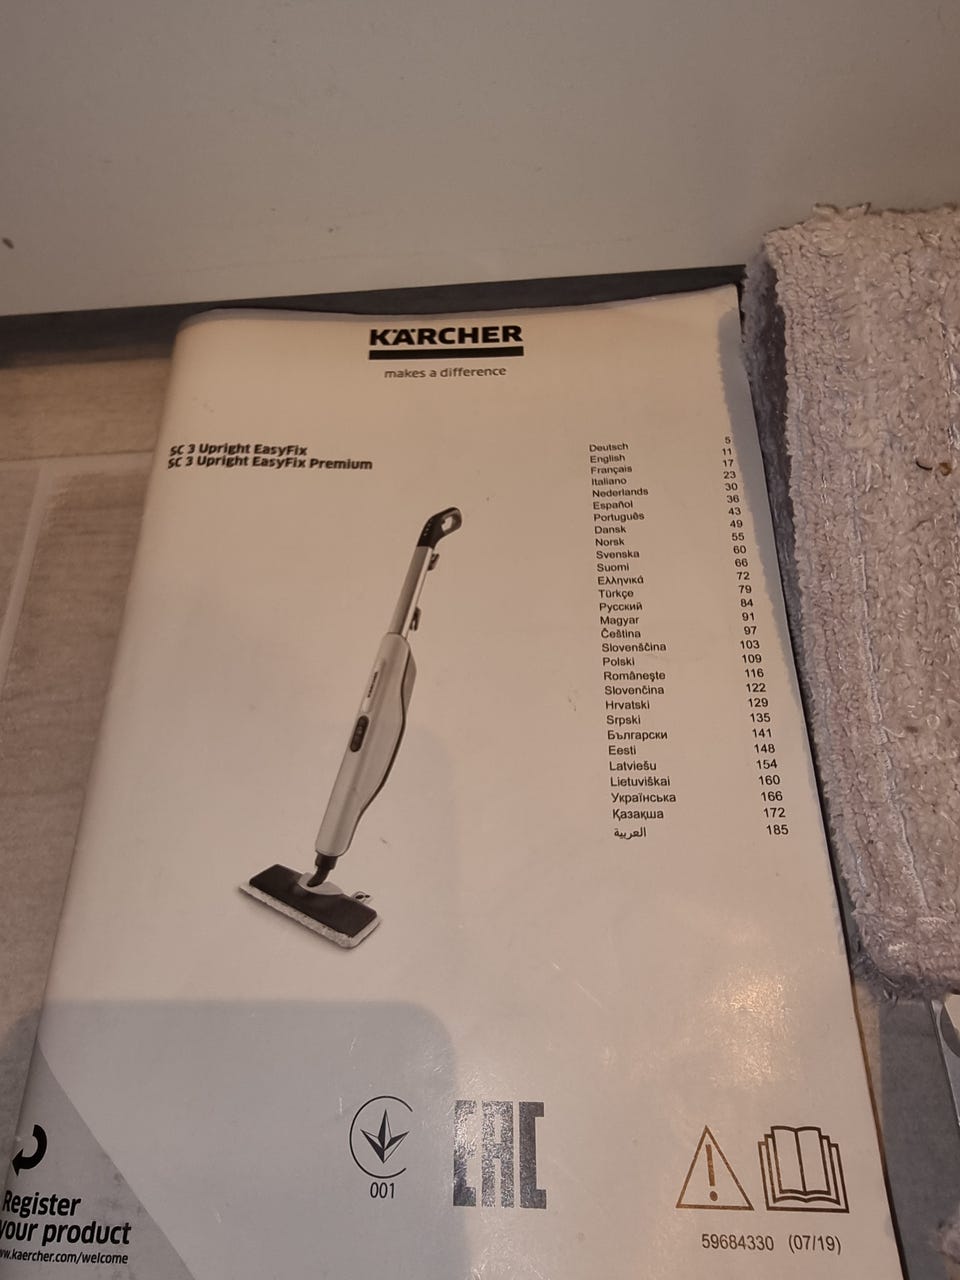 KÄRCHER
makes a difference
SC 3 Upright EasyFix
SC 3 Upright EasyFix Premium
Deutsch 5
English 11
Français 17
Italiano 23
Nederlands 30
Español 36
Português 43
Dansk 49
Norsk 55
Svenska 60
Suomi 66
Ελληνικά 72
Türkçe 79
Русский 84
Magyar 91
Čeština 97
Slovenščina 103
Polski 109
Româneşte 116
Slovenčina 122
Hrvatski 129
Srpski 135
Български 141
Eesti 148
Latviešu 154
Lietuviškai 160
Українська 166
Қазақша 172
العربية 185
001
EAC
Register
your product
www.kaercher.com/welcome
59684330 (07/19)